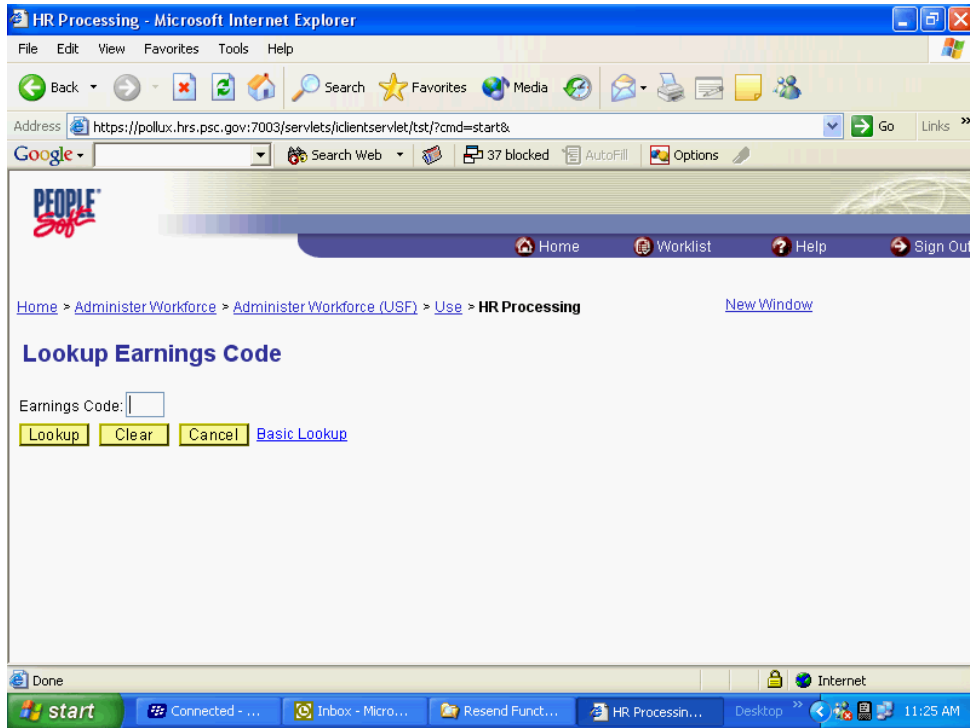 HR Processing - Microsoft Internet Explorer
File Edit View Favorites Tools Help
Back Search Favorites Media
Address https://pollux.hrs.psc.gov:7003/servlets/iclientservlet/tst/?cmd=start& Go Links »
Google Search Web 37 blocked AutoFill Options
PEOPLE
Soft
Home Worklist Help Sign Out
Home > Administer Workforce > Administer Workforce (USF) > Use > HR Processing New Window
Lookup Earnings Code
Earnings Code:
Lookup Clear Cancel Basic Lookup
Done Internet
start Connected - ... Inbox - Micro... Resend Funct... HR Processin... Desktop » 11:25 AM